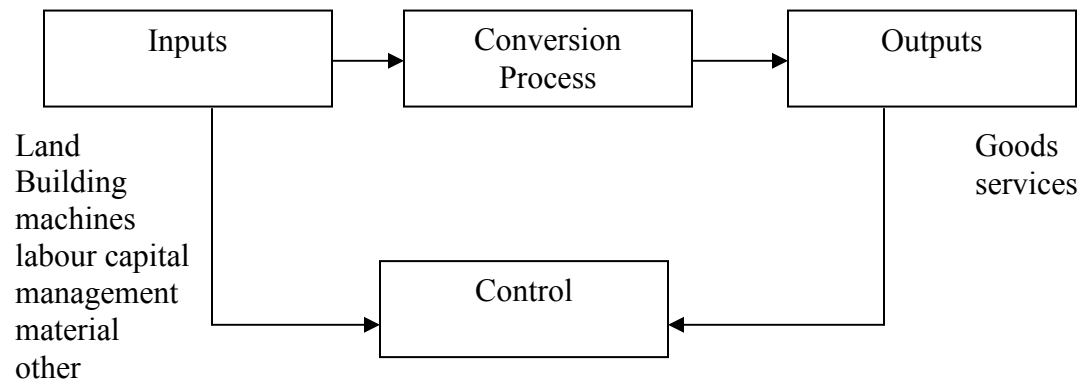 Inputs
Conversion
Process
Outputs
Land
Building
machines
labour capital
management
material
other
Goods
services
Control